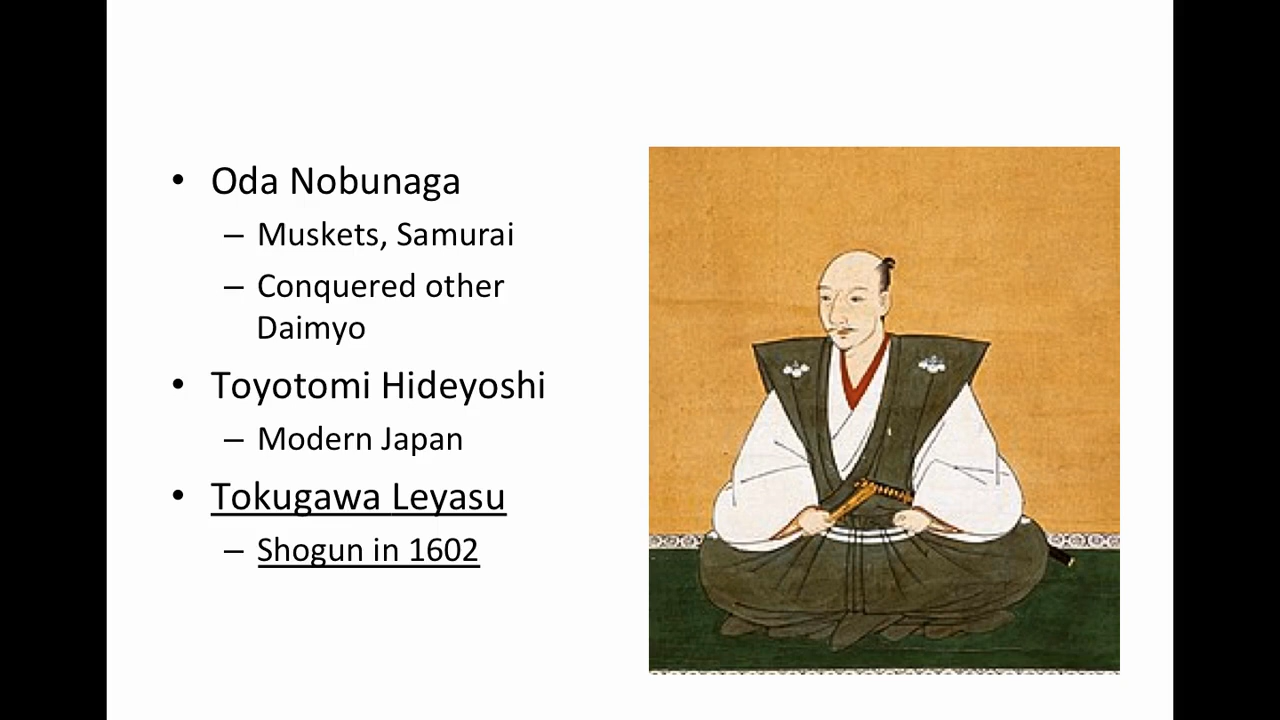 • Oda Nobunaga
– Muskets, Samurai
– Conquered other
Daimyo
• Toyotomi Hideyoshi
– Modern Japan
• Tokugawa Leyasu
– Shogun in 1602